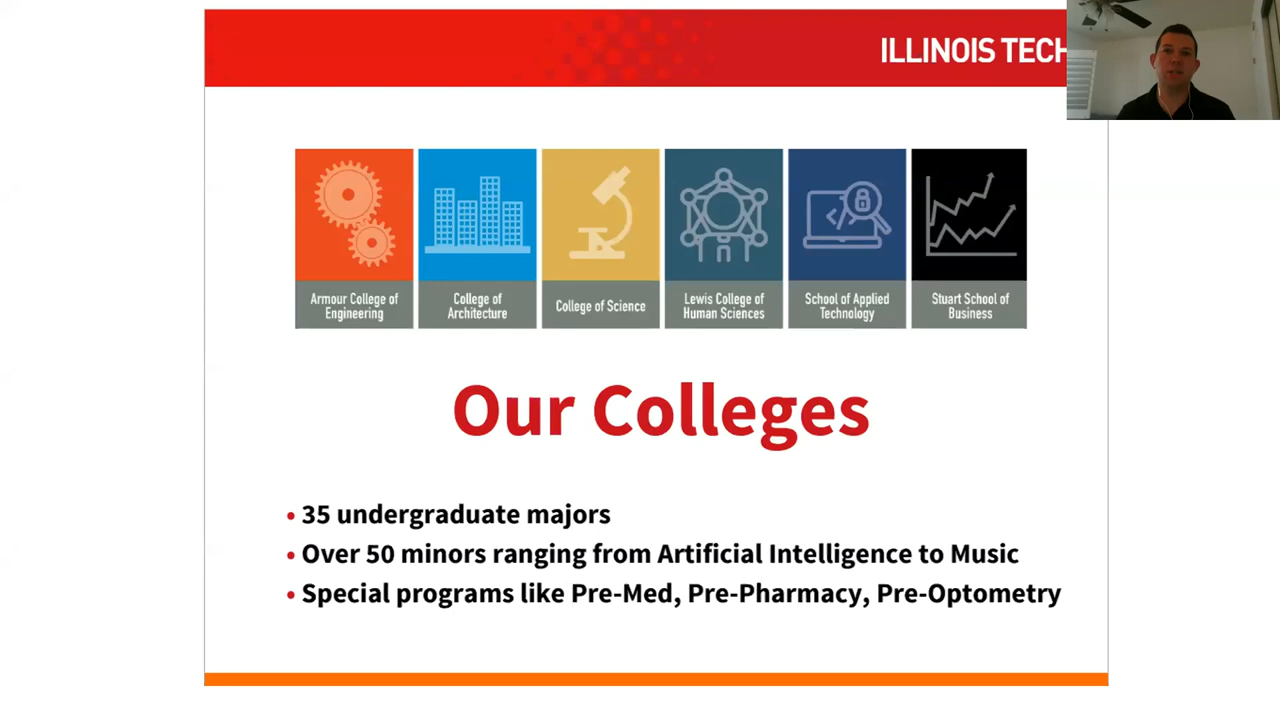 ILLINOIS TECH
Armour College of
Engineering
College of
Architecture
College of Science
Lewis College of
Human Sciences
School of Applied
Technology
Stuart School of
Business
Our Colleges
• 35 undergraduate majors
• Over 50 minors ranging from Artificial Intelligence to Music
• Special programs like Pre-Med, Pre-Pharmacy, Pre-Optometry